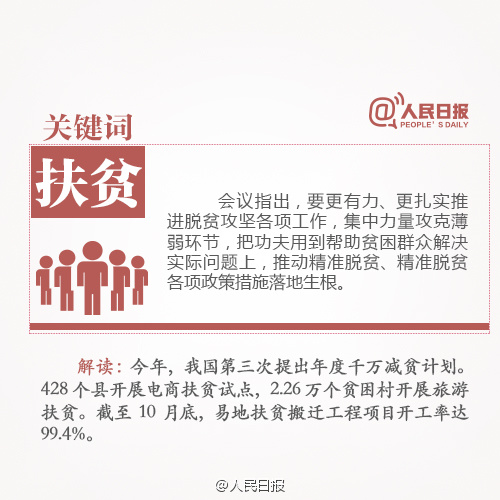 @人民日报
PEOPLE'S DAILY
关键词
扶贫
会议指出，要更有力、更扎实推
进脱贫攻坚各项工作，集中力量攻克薄
弱环节，把功夫用到帮助贫困群众解决
实际问题上，推动精准脱贫、精准脱贫
各项政策措施落地生根。
解读：今年，我国第三次提出年度千万减贫计划。
428个县开展电商扶贫试点，2.26万个贫困村开展旅游
扶贫。截至10月底，易地扶贫搬迁工程项目开工率达
99.4%。
@人民日报